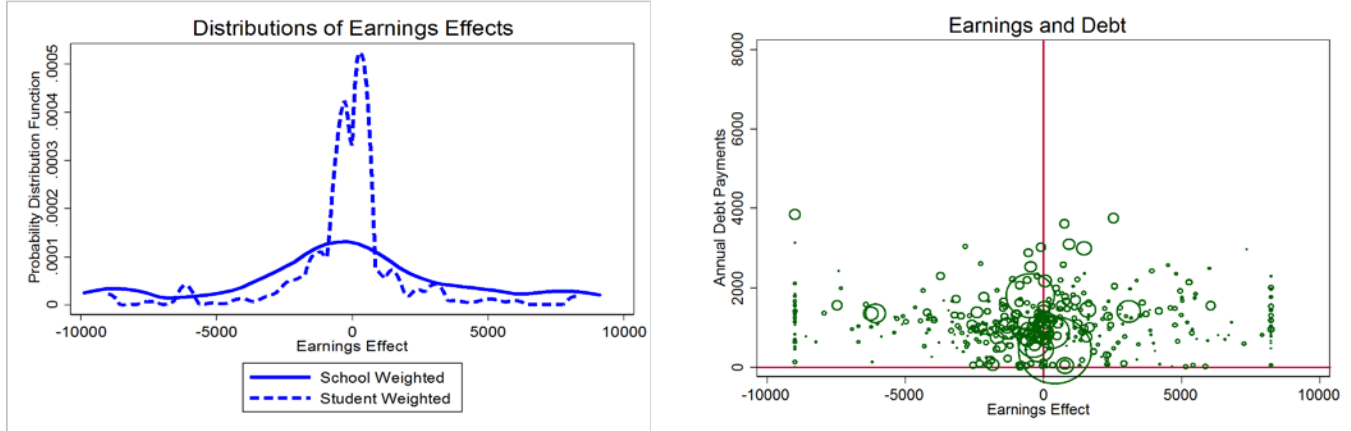 Distributions of Earnings Effects
Probability Distribution Function
.0005
.0004
.0003
.0002
.0001
0
-10000 -5000 0 5000 10000
Earnings Effect
School Weighted
Student Weighted
Earnings and Debt
Annual Debt Payments
8000
6000
4000
2000
0
-10000 -5000 0 5000 10000
Earnings Effect